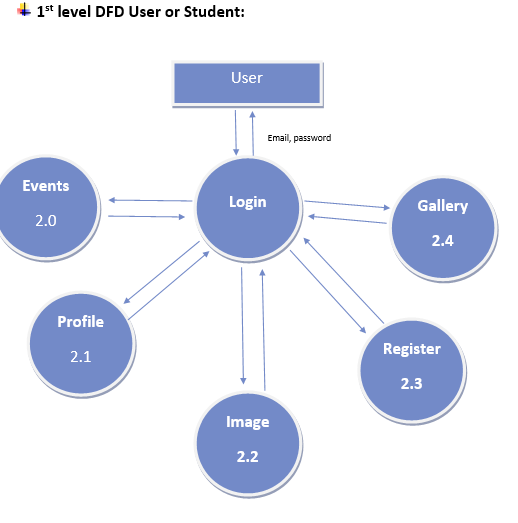 1st level DFD User or Student:
User
Email, password
Events
2.0
Login
Gallery
2.4
Profile
2.1
Register
2.3
Image
2.2